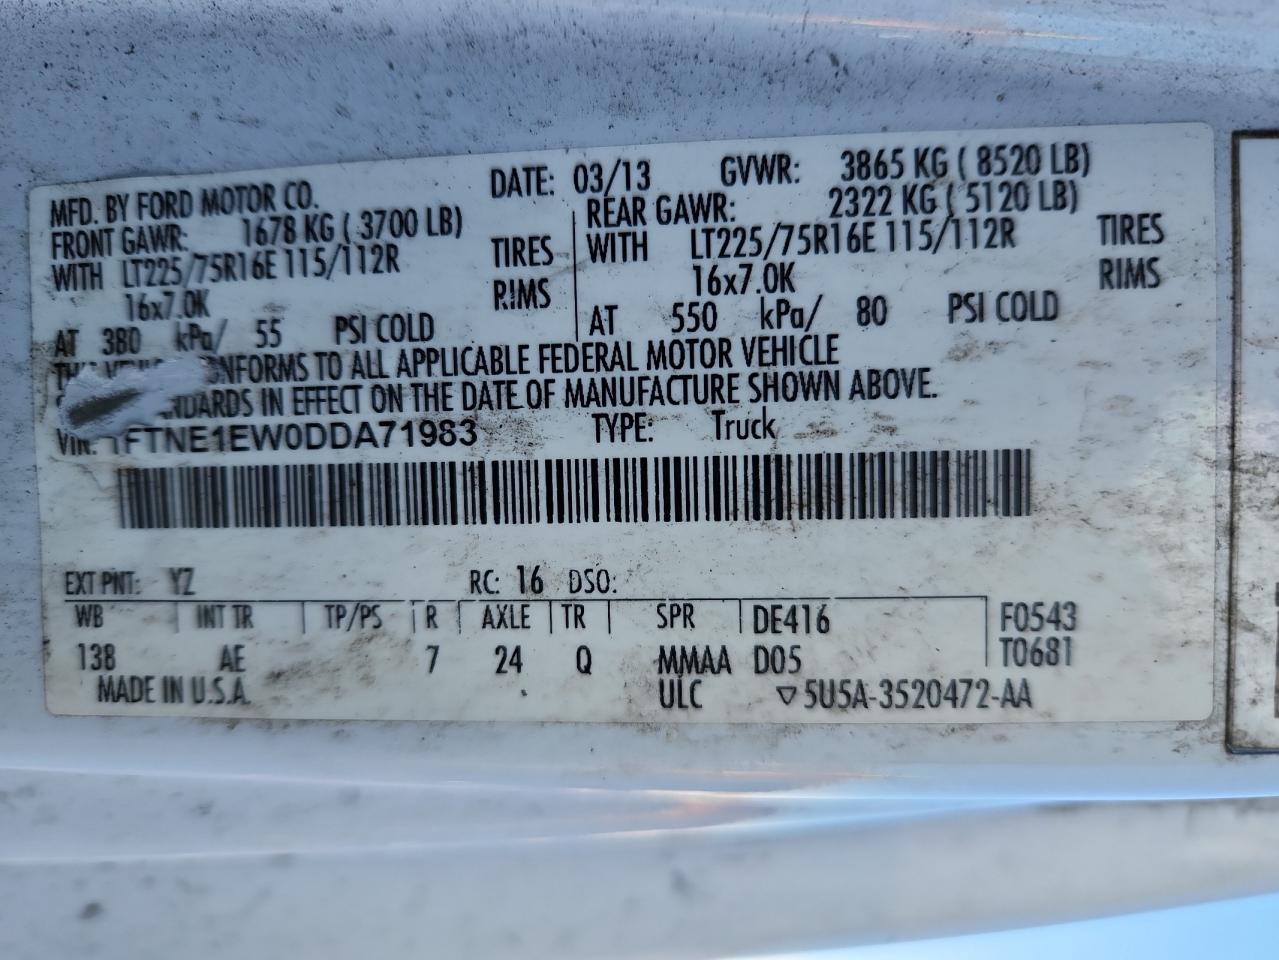 MFD. BY FORD MOTOR CO. DATE: 03/13 GVWR: 3865 KG ( 8520 LB)
FRONT GAWR: 1678 KG ( 3700 LB) REAR GAWR: 2322 KG ( 5120 LB)
WITH LT225/75R16E 115/112R TIRES WITH LT225/75R16E 115/112R TIRES
16x7.0K RIMS 16x7.0K RIMS
AT 380 kPa/ 55 PSI COLD AT 550 kPa/ 80 PSI COLD
TO ALL APPLICABLE FEDERAL MOTOR VEHICLE
IN EFFECT ON THE DATE OF MANUFACTURE SHOWN ABOVE.
VIN: 1FTNE1EW0DDA71983 TYPE: Truck
EXT PNT: YZ RC: 16 DSO:
WB INT TR TP/PS R AXLE TR SPR DE416 F0543
138 AE 7 24 Q MMAA D05 T0681
MADE IN U.S.A. ULC ▽5U5A-3520472-AA